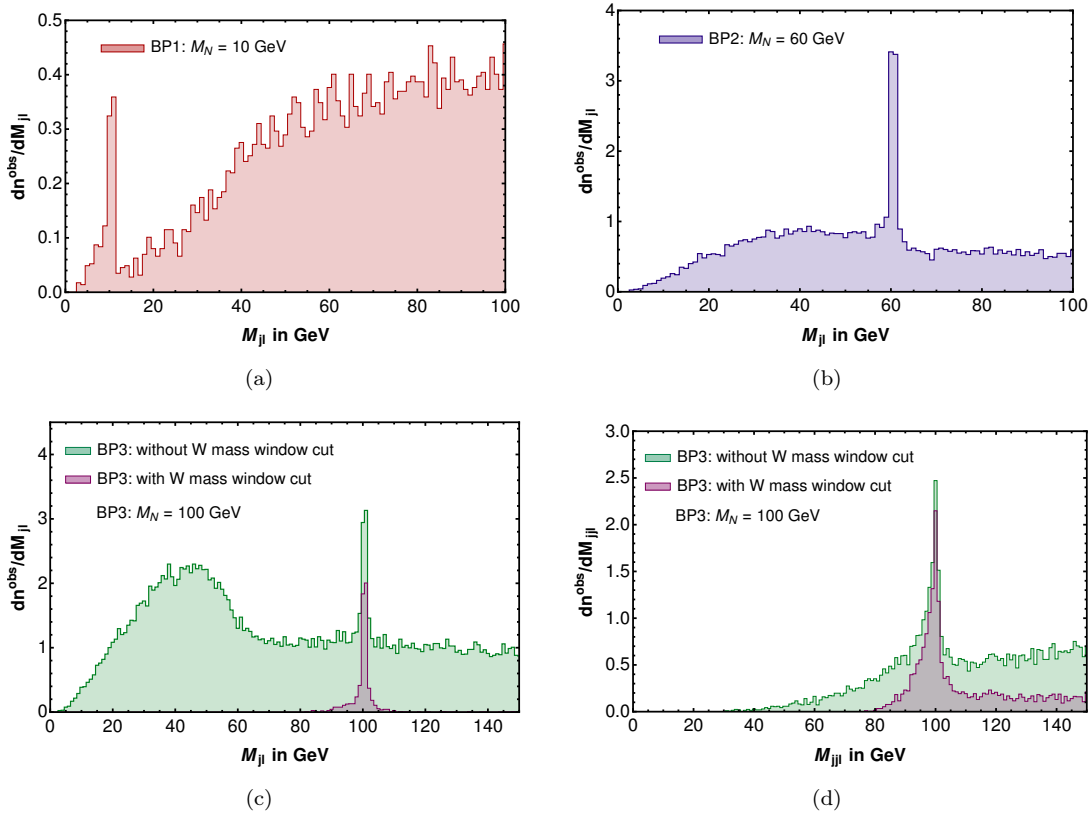 BP1: M_N = 10 GeV
dn^obs/dM_jl
0.5
0.4
0.3
0.2
0.1
0.0
0 20 40 60 80 100
M_jl in GeV
(a)
BP2: M_N = 60 GeV
dn^obs/dM_jl
4
3
2
1
0
0 20 40 60 80 100
M_jl in GeV
(b)
BP3: without W mass window cut
BP3: with W mass window cut
BP3: M_N = 100 GeV
dn^obs/dM_jl
4
3
2
1
0
0 20 40 60 80 100 120 140
M_jl in GeV
(c)
BP3: without W mass window cut
BP3: with W mass window cut
BP3: M_N = 100 GeV
dn^obs/dM_jjl
3.0
2.5
2.0
1.5
1.0
0.5
0.0
0 20 40 60 80 100 120 140
M_jjl in GeV
(d)